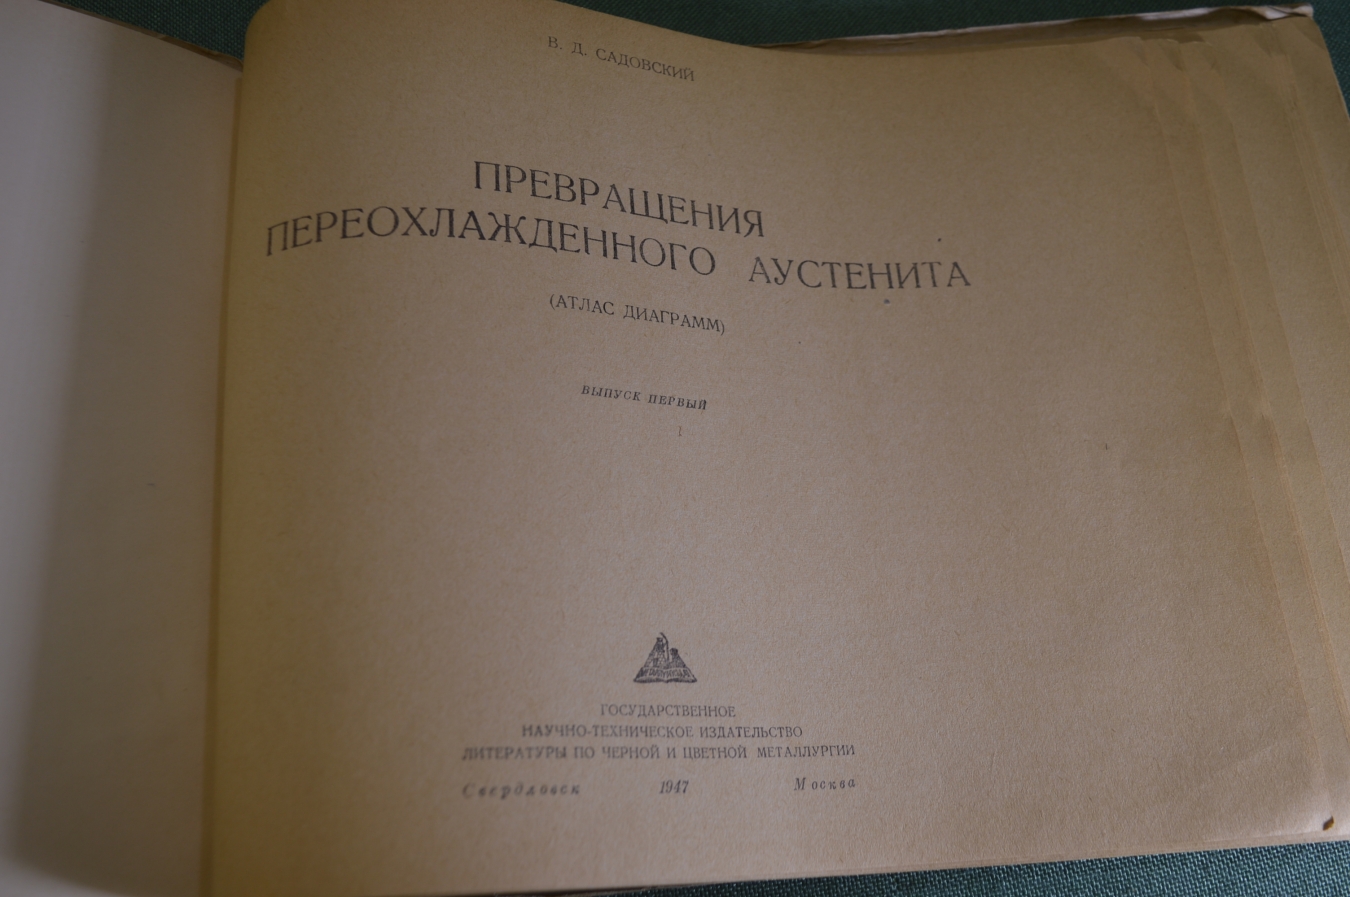 В. Д. САДОВСКИЙ
ПРЕВРАЩЕНИЯ
ПЕРЕОХЛАЖДЕННОГО АУСТЕНИТА
(АТЛАС ДИАГРАММ)
ВЫПУСК ПЕРВЫЙ
ГОСУДАРСТВЕННОЕ
НАУЧНО-ТЕХНИЧЕСКОЕ ИЗДАТЕЛЬСТВО
ЛИТЕРАТУРЫ ПО ЧЕРНОЙ И ЦВЕТНОЙ МЕТАЛЛУРГИИ
Свердловск 1947 Москва